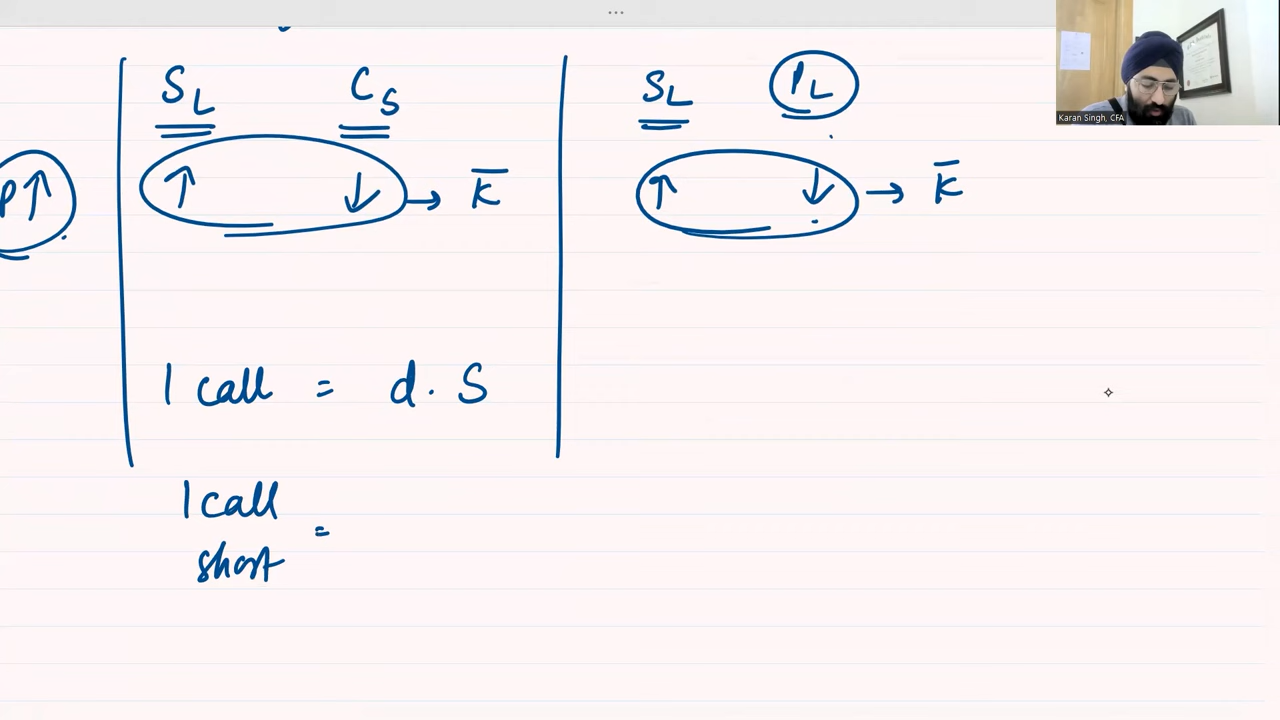 S_L C_S S_L P_L
P↑ ↑ ↓ → K̅ ↑ ↓ → K̅
1 call = d. S
1 call
short =
Karan Singh, CFA